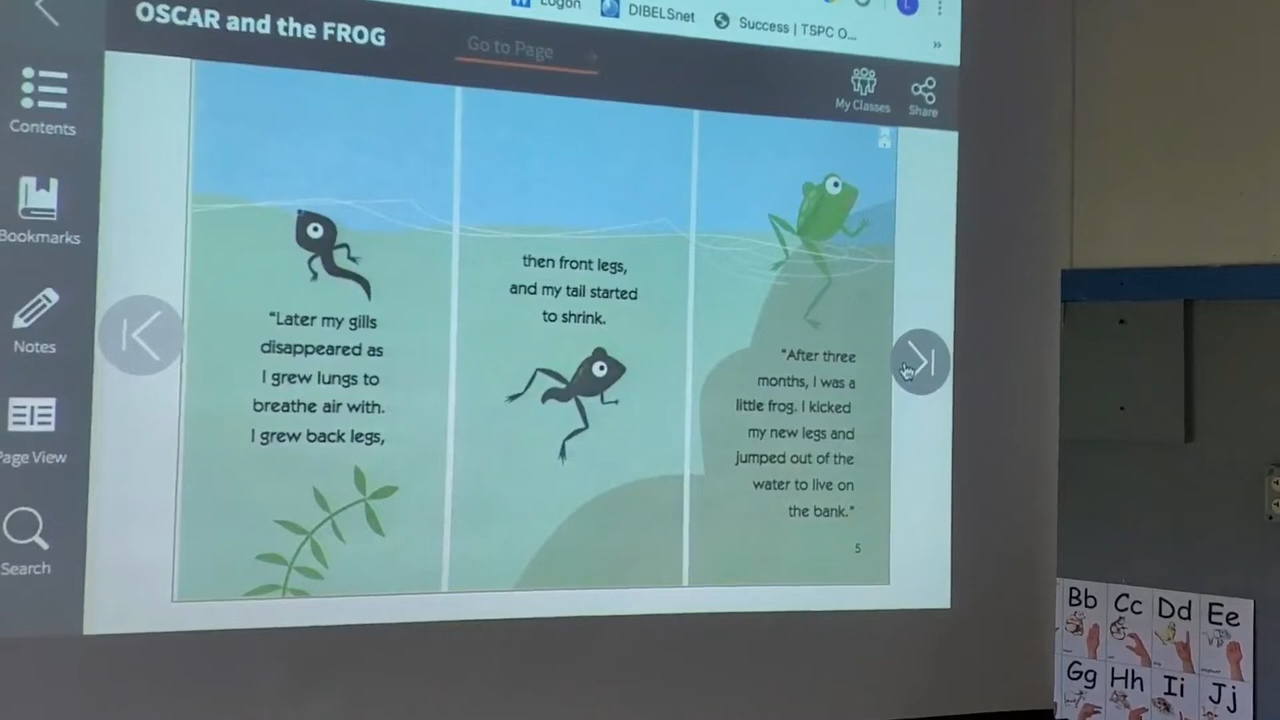 Logon
DIBELSnet
Success | TSPC O...
»
OSCAR and the FROG
Go to Page
My Classes
Share
Contents
Bookmarks
Notes
Page View
Search
“Later my gills
disappeared as
I grew lungs to
breathe air with.
I grew back legs,
then front legs,
and my tail started
to shrink.
“After three
months, I was a
little frog. I kicked
my new legs and
jumped out of the
water to live on
the bank.”
5
Bb Cc Dd Ee
Gg Hh Ii Jj